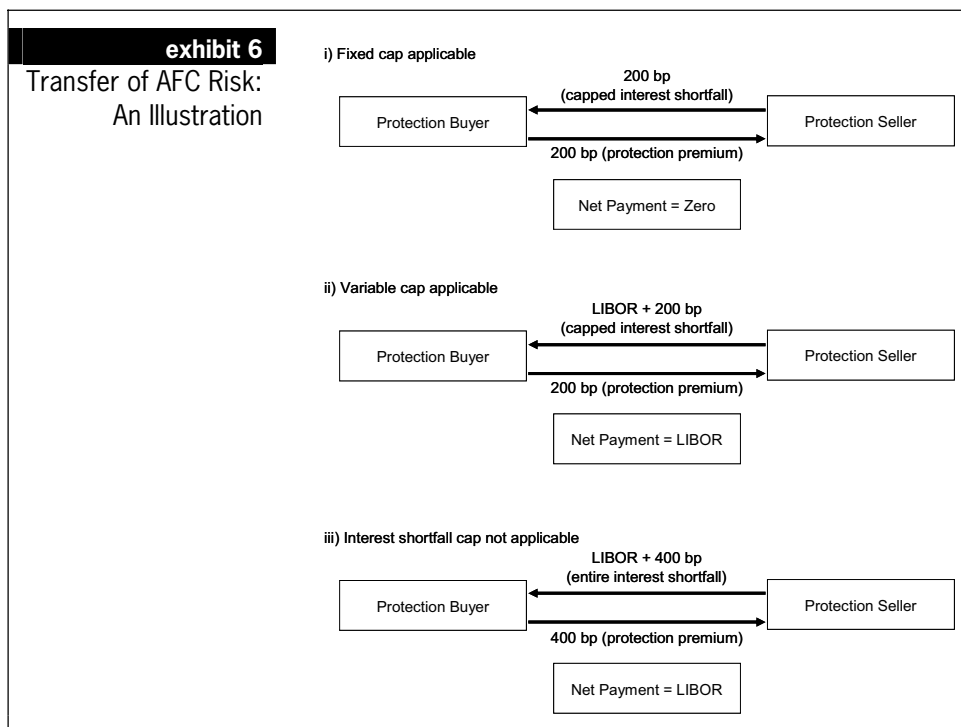 exhibit 6
Transfer of AFC Risk:
An Illustration
i) Fixed cap applicable
200 bp
(capped interest shortfall)
Protection Buyer
Protection Seller
200 bp (protection premium)
Net Payment = Zero
ii) Variable cap applicable
LIBOR + 200 bp
(capped interest shortfall)
Protection Buyer
Protection Seller
200 bp (protection premium)
Net Payment = LIBOR
iii) Interest shortfall cap not applicable
LIBOR + 400 bp
(entire interest shortfall)
Protection Buyer
Protection Seller
400 bp (protection premium)
Net Payment = LIBOR